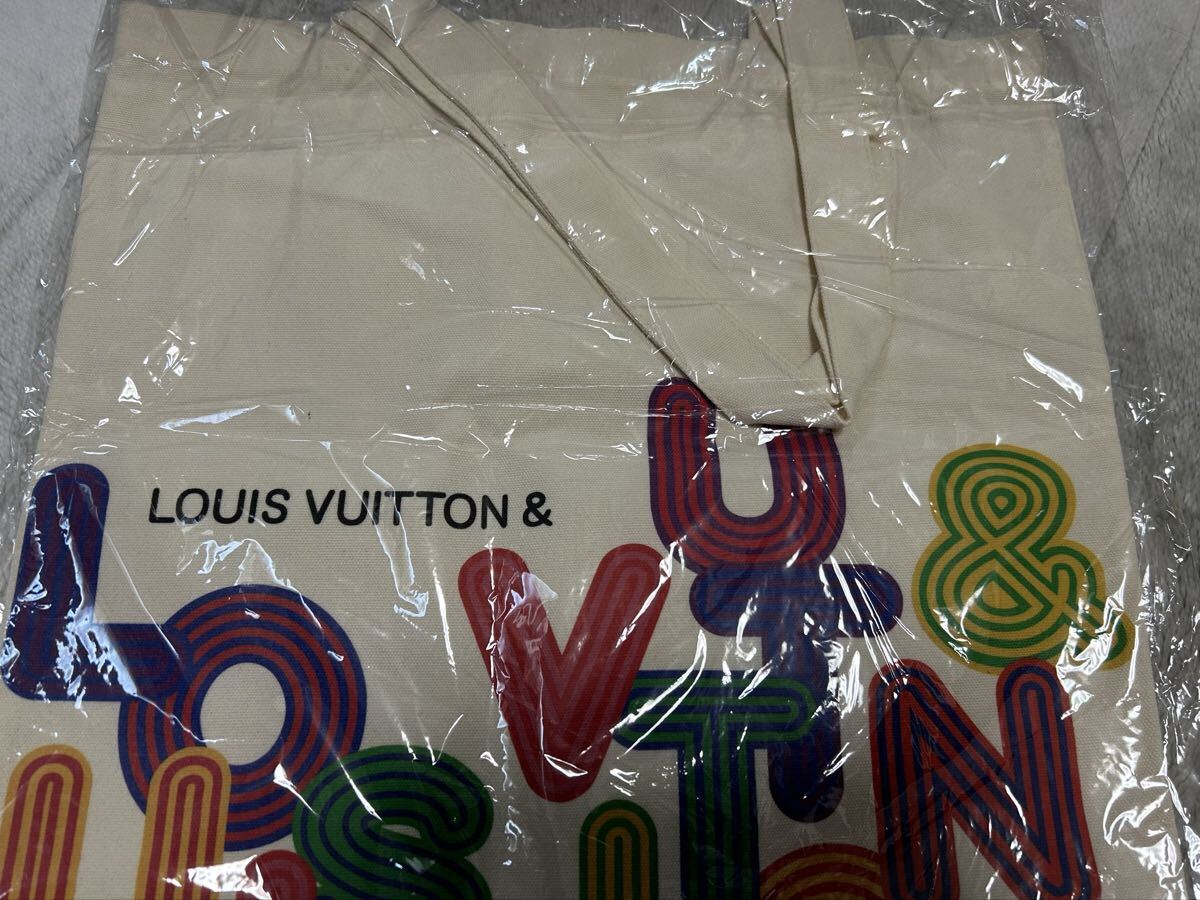 LOUIS VUITTON &
U &
L O V T
U S I T N